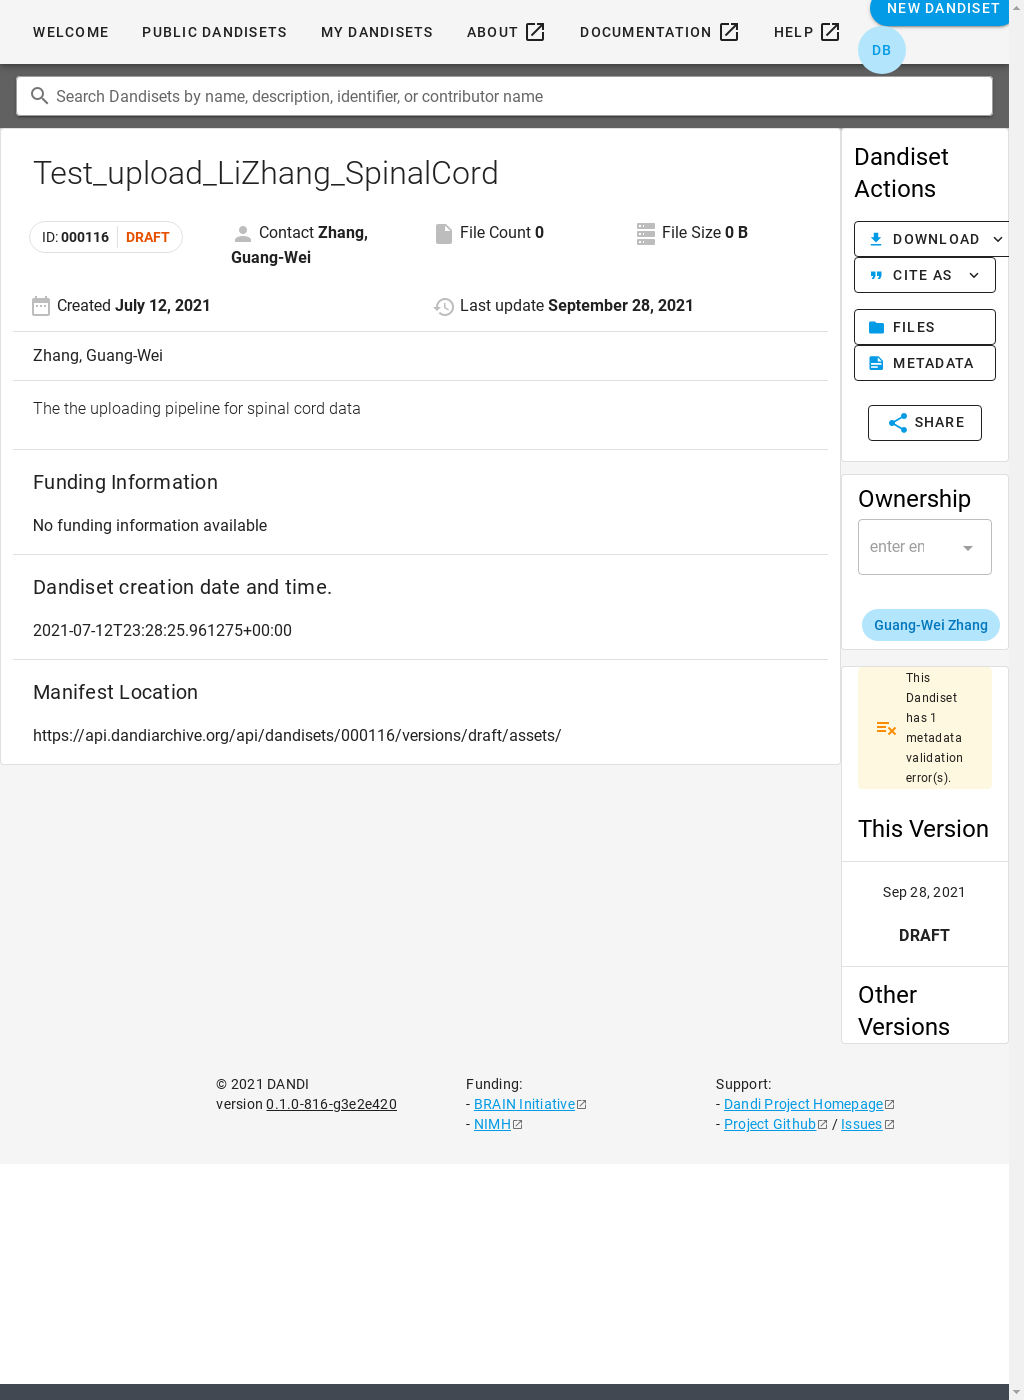 WELCOME
PUBLIC DANDISETS
MY DANDISETS
ABOUT
DOCUMENTATION
HELP
NEW DANDISET
DB
Search Dandisets by name, description, identifier, or contributor name
Test_upload_LiZhang_SpinalCord
ID: 000116 DRAFT
Contact Zhang,
Guang-Wei
File Count 0
File Size 0 B
Created July 12, 2021
Last update September 28, 2021
Zhang, Guang-Wei
The the uploading pipeline for spinal cord data
Funding Information
No funding information available
Dandiset creation date and time.
2021-07-12T23:28:25.961275+00:00
Manifest Location
https://api.dandiarchive.org/api/dandisets/000116/versions/draft/assets/
Dandiset
Actions
DOWNLOAD
CITE AS
FILES
METADATA
SHARE
Ownership
enter en
Guang-Wei Zhang
This
Dandiset
has 1
metadata
validation
error(s).
This Version
Sep 28, 2021
DRAFT
Other
Versions
© 2021 DANDI
version 0.1.0-816-g3e2e420
Funding:
- BRAIN Initiative
- NIMH
Support:
- Dandi Project Homepage
- Project Github / Issues